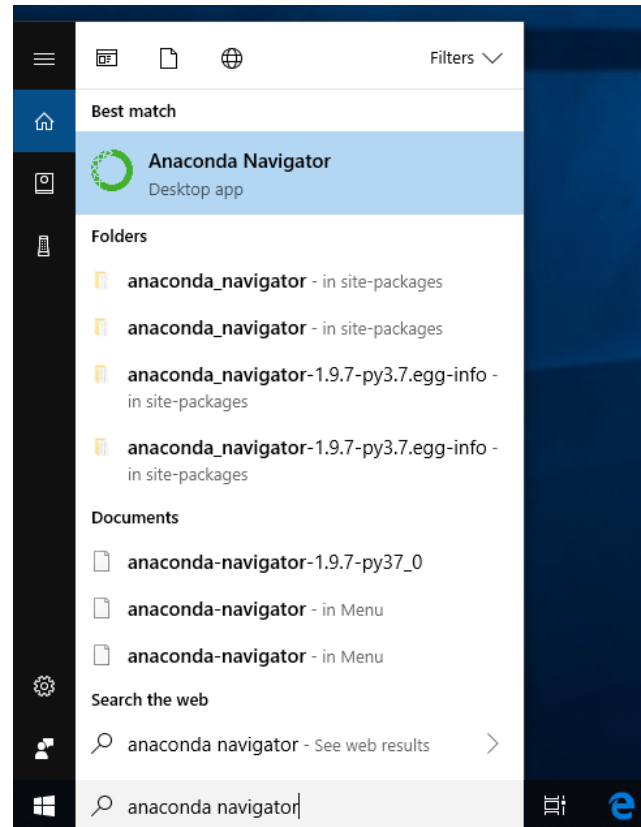 Filters
Best match
Anaconda Navigator
Desktop app
Folders
anaconda_navigator - in site-packages
anaconda_navigator - in site-packages
anaconda_navigator-1.9.7-py3.7.egg-info -
in site-packages
anaconda_navigator-1.9.7-py3.7.egg-info -
in site-packages
Documents
anaconda-navigator-1.9.7-py37_0
anaconda-navigator - in Menu
anaconda-navigator - in Menu
Search the web
anaconda navigator - See web results
anaconda navigator